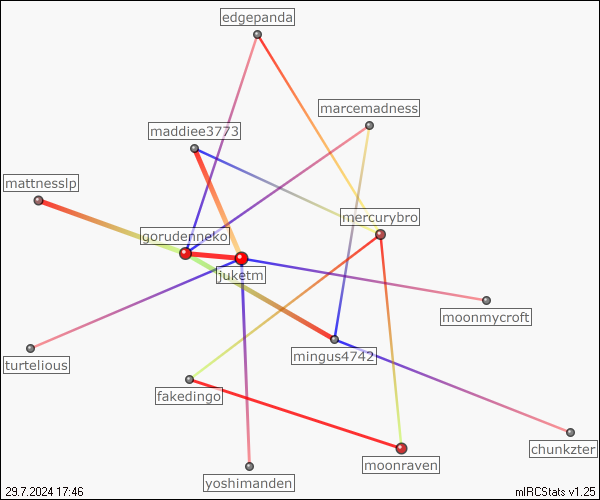 edgepanda
marcemadness
maddiee3773
mattnesslp
mercurybro
gorudenneko
juketm
moonmycroft
mingus4742
turtelious
fakedingo
chunkzter
moonraven
yoshimanden
29.7.2024 17:46
mIRCStats v1.25